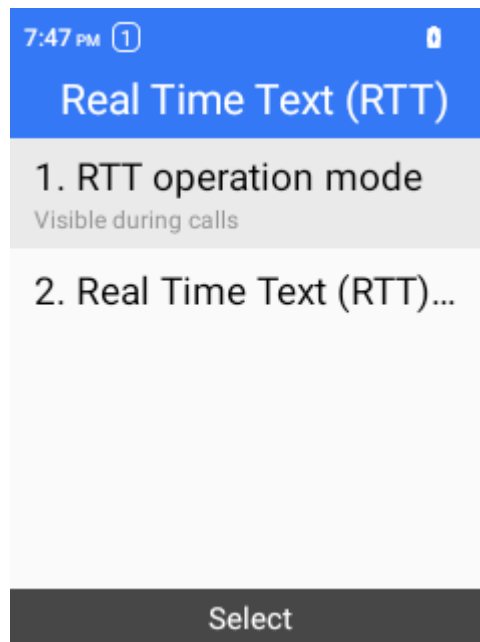 7:47 PM 1
Real Time Text (RTT)
1. RTT operation mode
Visible during calls
2. Real Time Text (RTT)...
Select